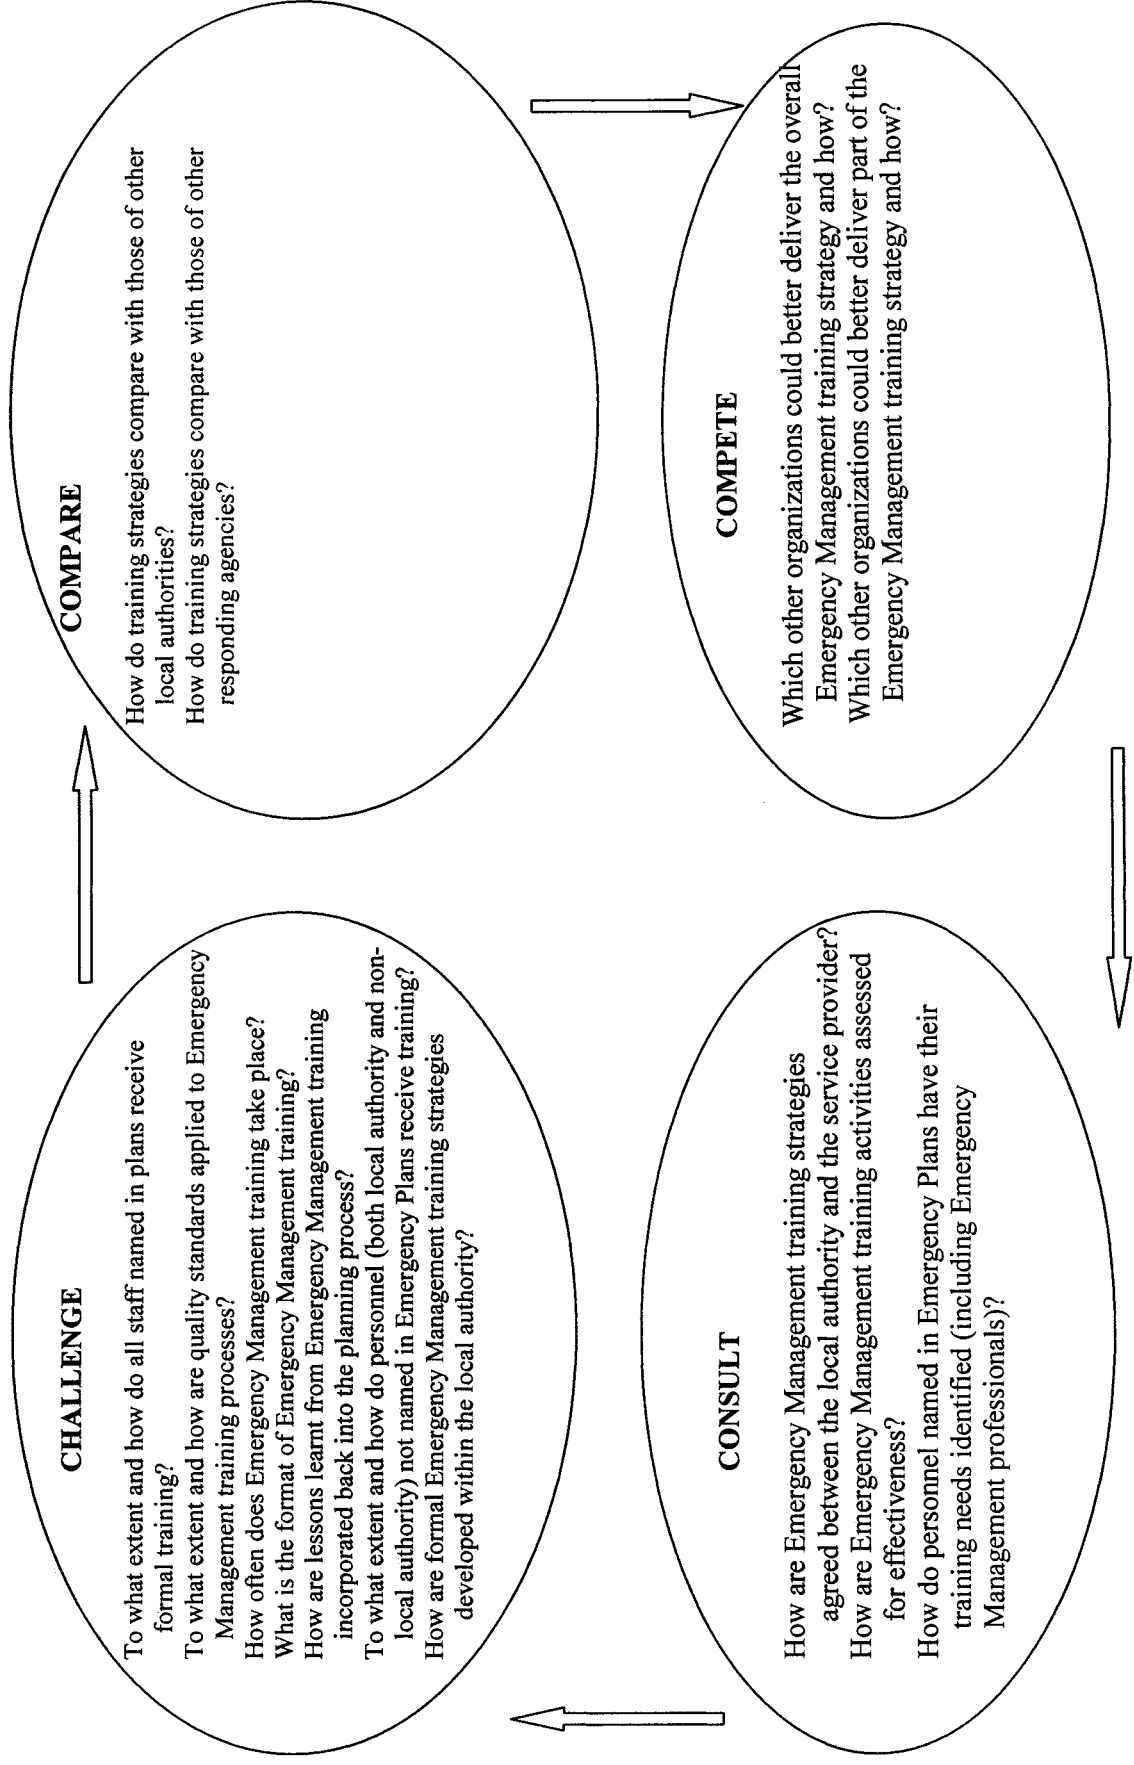 CHALLENGE
To what extent and how do all staff named in plans receive
formal training?
To what extent and how are quality standards applied to Emergency
Management training processes?
How often does Emergency Management training take place?
What is the format of Emergency Management training?
How are lessons learnt from Emergency Management training
incorporated back into the planning process?
To what extent and how do personnel (both local authority and non-
local authority) not named in Emergency Plans receive training?
How are formal Emergency Management training strategies
developed within the local authority?
COMPARE
How do training strategies compare with those of other
local authorities?
How do training strategies compare with those of other
responding agencies?
COMPETE
Which other organizations could better deliver the overall
Emergency Management training strategy and how?
Which other organizations could better deliver part of the
Emergency Management training strategy and how?
CONSULT
How are Emergency Management training strategies
agreed between the local authority and the service provider?
How are Emergency Management training activities assessed
for effectiveness?
How do personnel named in Emergency Plans have their
training needs identified (including Emergency
Management professionals)?